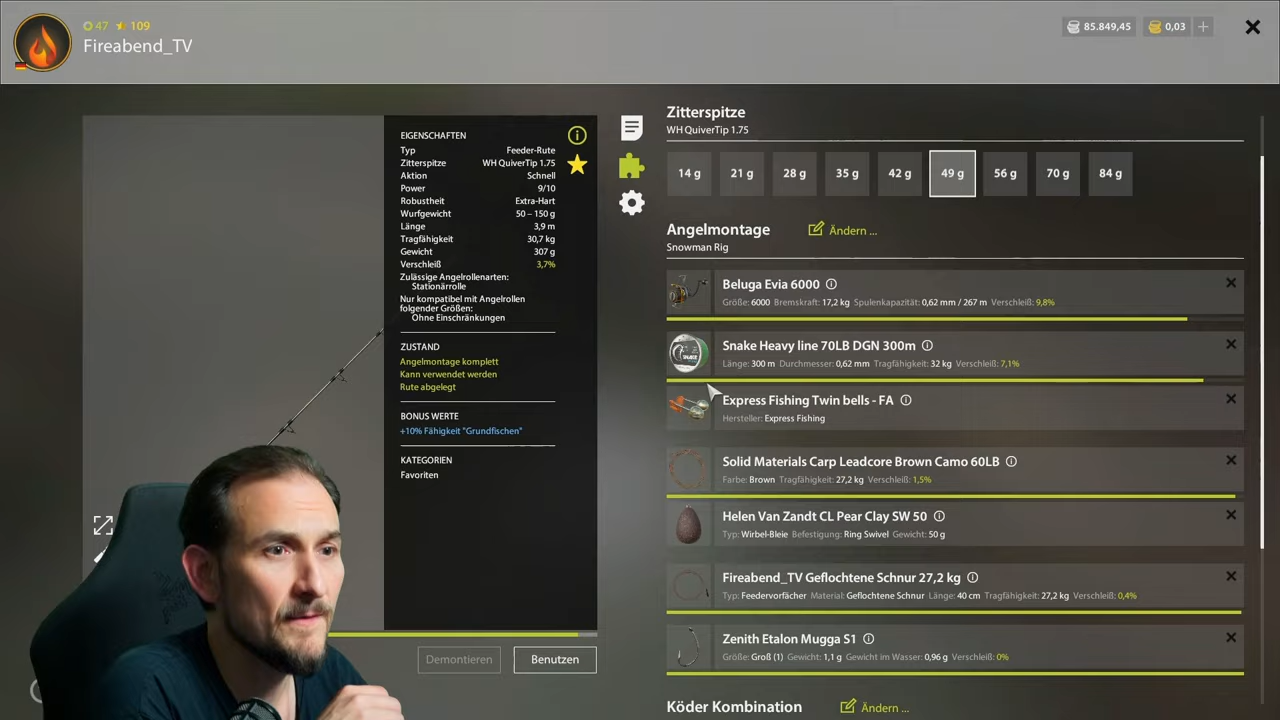 47 109
Fireabend_TV
85.849,45
0,03
EIGENSCHAFTEN
Typ Feeder-Rute
Zitterspitze WH QuiverTip 1.75
Aktion Schnell
Power 9/10
Robustheit Extra-Hart
Wurfgewicht 50 – 150 g
Länge 3,9 m
Tragfähigkeit 30,7 kg
Gewicht 307 g
Verschleiß 3,7%
Zulässige Angelrollenarten:
Stationärrolle
Nur kompatibel mit Angelrollen
folgender Größen:
Ohne Einschränkungen
ZUSTAND
Angelmontage komplett
Kann verwendet werden
Rute abgelegt
BONUS WERTE
+10% Fähigkeit "Grundfischen"
KATEGORIEN
Favoriten
Demontieren
Benutzen
Zitterspitze
WH QuiverTip 1.75
14 g 21 g 28 g 35 g 42 g 49 g 56 g 70 g 84 g
Angelmontage Ändern ...
Snowman Rig
Beluga Evia 6000
Größe: 6000 Bremskraft: 17,2 kg Spulenkapazität: 0,62 mm / 267 m Verschleiß: 9,8%
Snake Heavy line 70LB DGN 300m
Länge: 300 m Durchmesser: 0,62 mm Tragfähigkeit: 32 kg Verschleiß: 7,1%
Express Fishing Twin bells - FA
Hersteller: Express Fishing
Solid Materials Carp Leadcore Brown Camo 60LB
Farbe: Brown Tragfähigkeit: 27,2 kg Verschleiß: 1,5%
Helen Van Zandt CL Pear Clay SW 50
Typ: Wirbel-Bleie Befestigung: Ring Swivel Gewicht: 50 g
Fireabend_TV Geflochtene Schnur 27,2 kg
Typ: Feedervorfächer Material: Geflochtene Schnur Länge: 40 cm Tragfähigkeit: 27,2 kg Verschleiß: 0,4%
Zenith Etalon Mugga S1
Größe: Groß (1) Gewicht: 1,1 g Gewicht im Wasser: 0,96 g Verschleiß: 0%
Köder Kombination Ändern ...